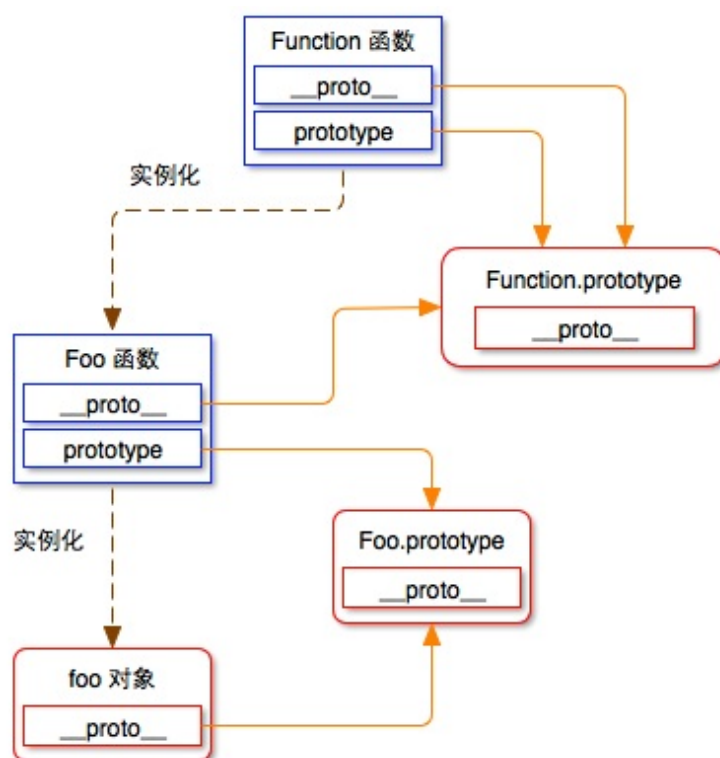 Function 函数
__proto__
prototype
实例化
Function.prototype
__proto__
Foo 函数
__proto__
prototype
实例化
Foo.prototype
__proto__
foo 对象
__proto__